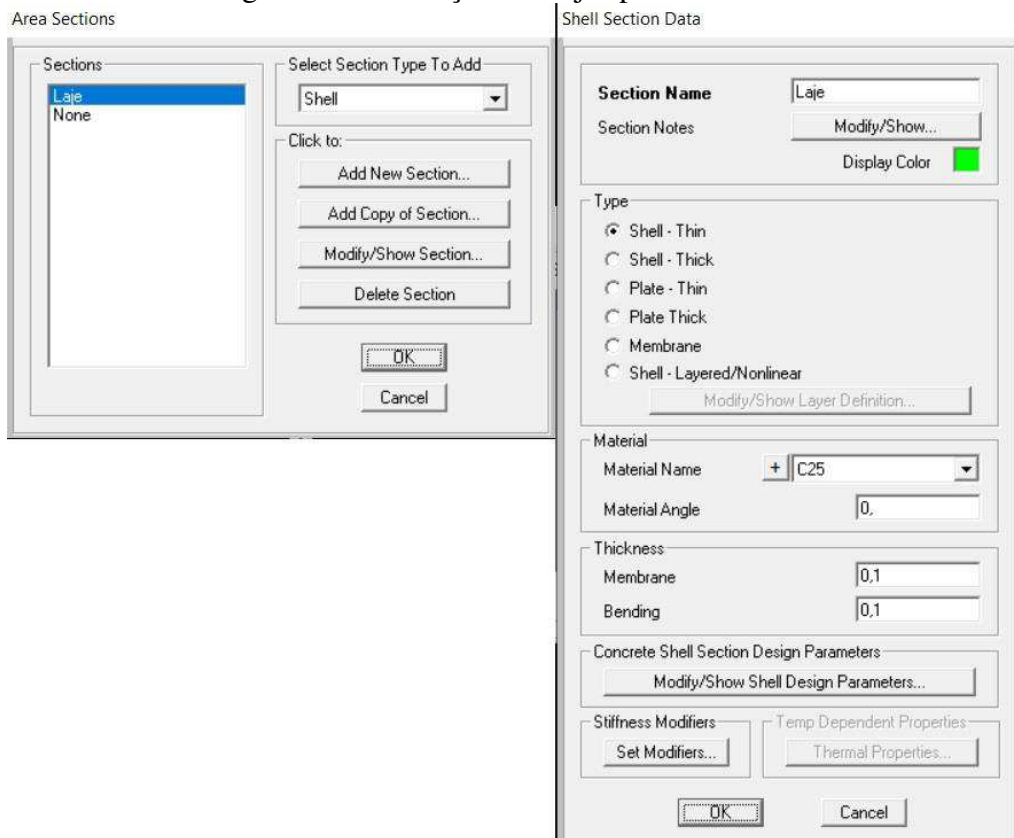 Area Sections
Sections
Laje
None
Select Section Type To Add
Shell
Click to:
Add New Section...
Add Copy of Section...
Modify/Show Section...
Delete Section
OK
Cancel
Shell Section Data
Section Name
Laje
Section Notes
Modify/Show...
Display Color
Type
Shell - Thin
Shell - Thick
Plate - Thin
Plate Thick
Membrane
Shell - Layered/Nonlinear
Modify/Show Layer Definition...
Material
Material Name
+
C25
Material Angle
0,
Thickness
Membrane
0,1
Bending
0,1
Concrete Shell Section Design Parameters
Modify/Show Shell Design Parameters...
Stiffness Modifiers
Set Modifiers...
Temp Dependent Properties
Thermal Properties...
OK
Cancel